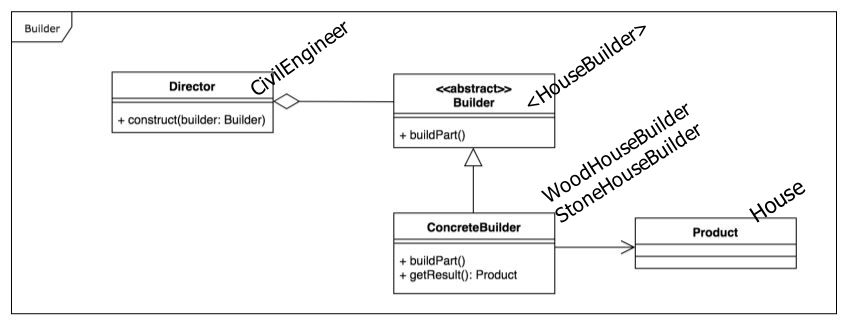 Builder
Director
+ construct(builder: Builder)
CivilEngineer
<<abstract>>
Builder
+ buildPart()
<HouseBuilder>
ConcreteBuilder
+ buildPart()
+ getResult(): Product
WoodHouseBuilder
StoneHouseBuilder
Product
House